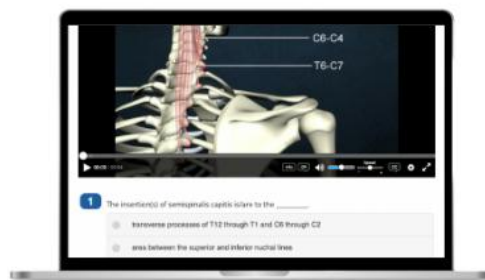 C6-C4
T6-C7
1
The insertion(s) of semispinalis capitis is/are to the ________
transverse processes of T12 through T1 and C6 through C2
area between the superior and inferior nuchal lines